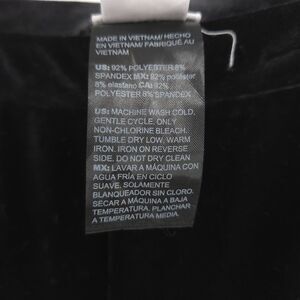 MADE IN VIETNAM/ HECHO
EN VIETNAM/ FABRIQUÉ AU
VIETNAM
US: 92% POLYESTER 8%
SPANDEX MX: 92% poliéster
8% elastano CA: 92%
POLYESTER 8% SPANDEX
US: MACHINE WASH COLD,
GENTLE CYCLE. ONLY
NON-CHLORINE BLEACH.
TUMBLE DRY LOW, WARM
IRON. IRON ON REVERSE
SIDE. DO NOT DRY CLEAN
MX: LAVAR A MÁQUINA CON
AGUA FRÍA EN CICLO
SUAVE. SOLAMENTE
BLANQUEADOR SIN CLORO.
SECAR A MÁQUINA A BAJA
TEMPERATURA. PLANCHAR
A TEMPERATURA MEDIA.